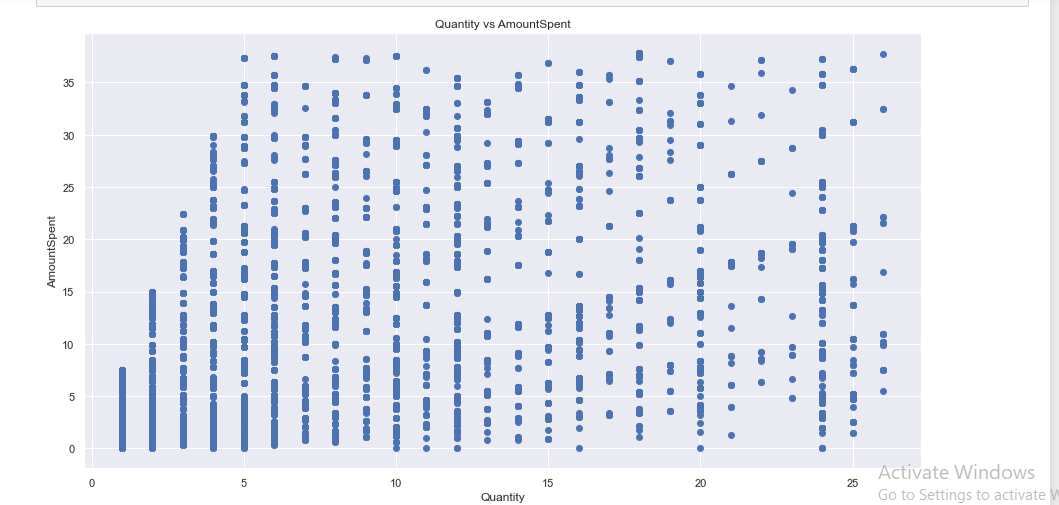 Quantity vs AmountSpent
35
30
25
20
15
10
5
0
AmountSpent
0 5 10 15 20 25
Quantity
Activate Windows
Go to Settings to activate W